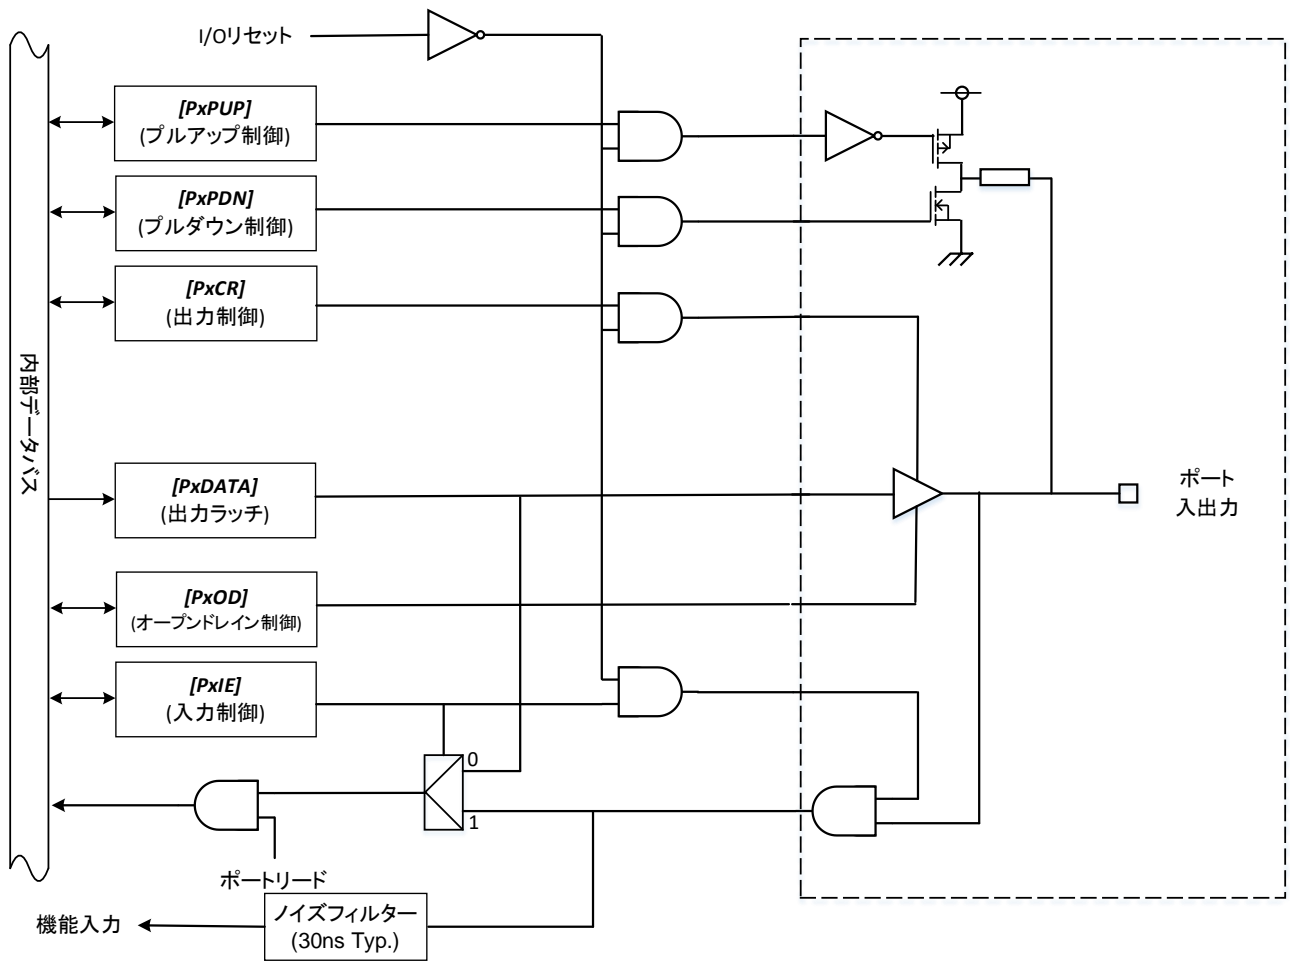 I/Oリセット
[PxPUP]
(プルアップ制御)
[PxPDN]
(プルダウン制御)
[PxCR]
(出力制御)
内部データバス
[PxDATA]
(出力ラッチ)
ポート
入出力
[PxOD]
(オープンドレイン制御)
[PxIE]
(入力制御)
0
1
ポートリード
機能入力
ノイズフィルター
(30ns Typ.)